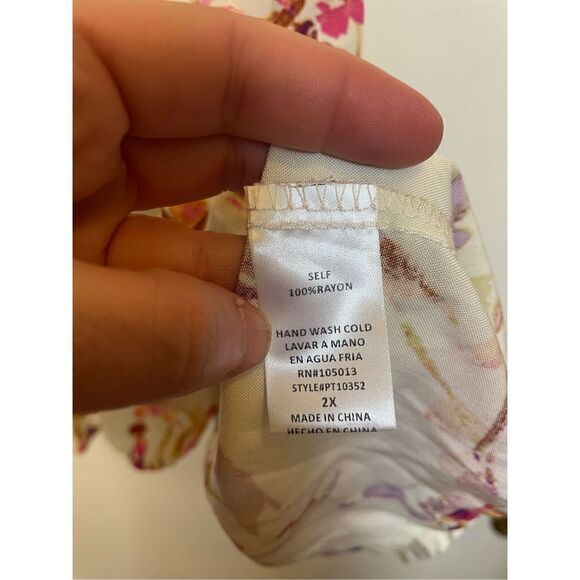 SELF
100%RAYON
HAND WASH COLD
LAVAR A MANO
EN AGUA FRIA
RN#105013
STYLE#PT10352
2X
MADE IN CHINA
HECHO EN CHINA